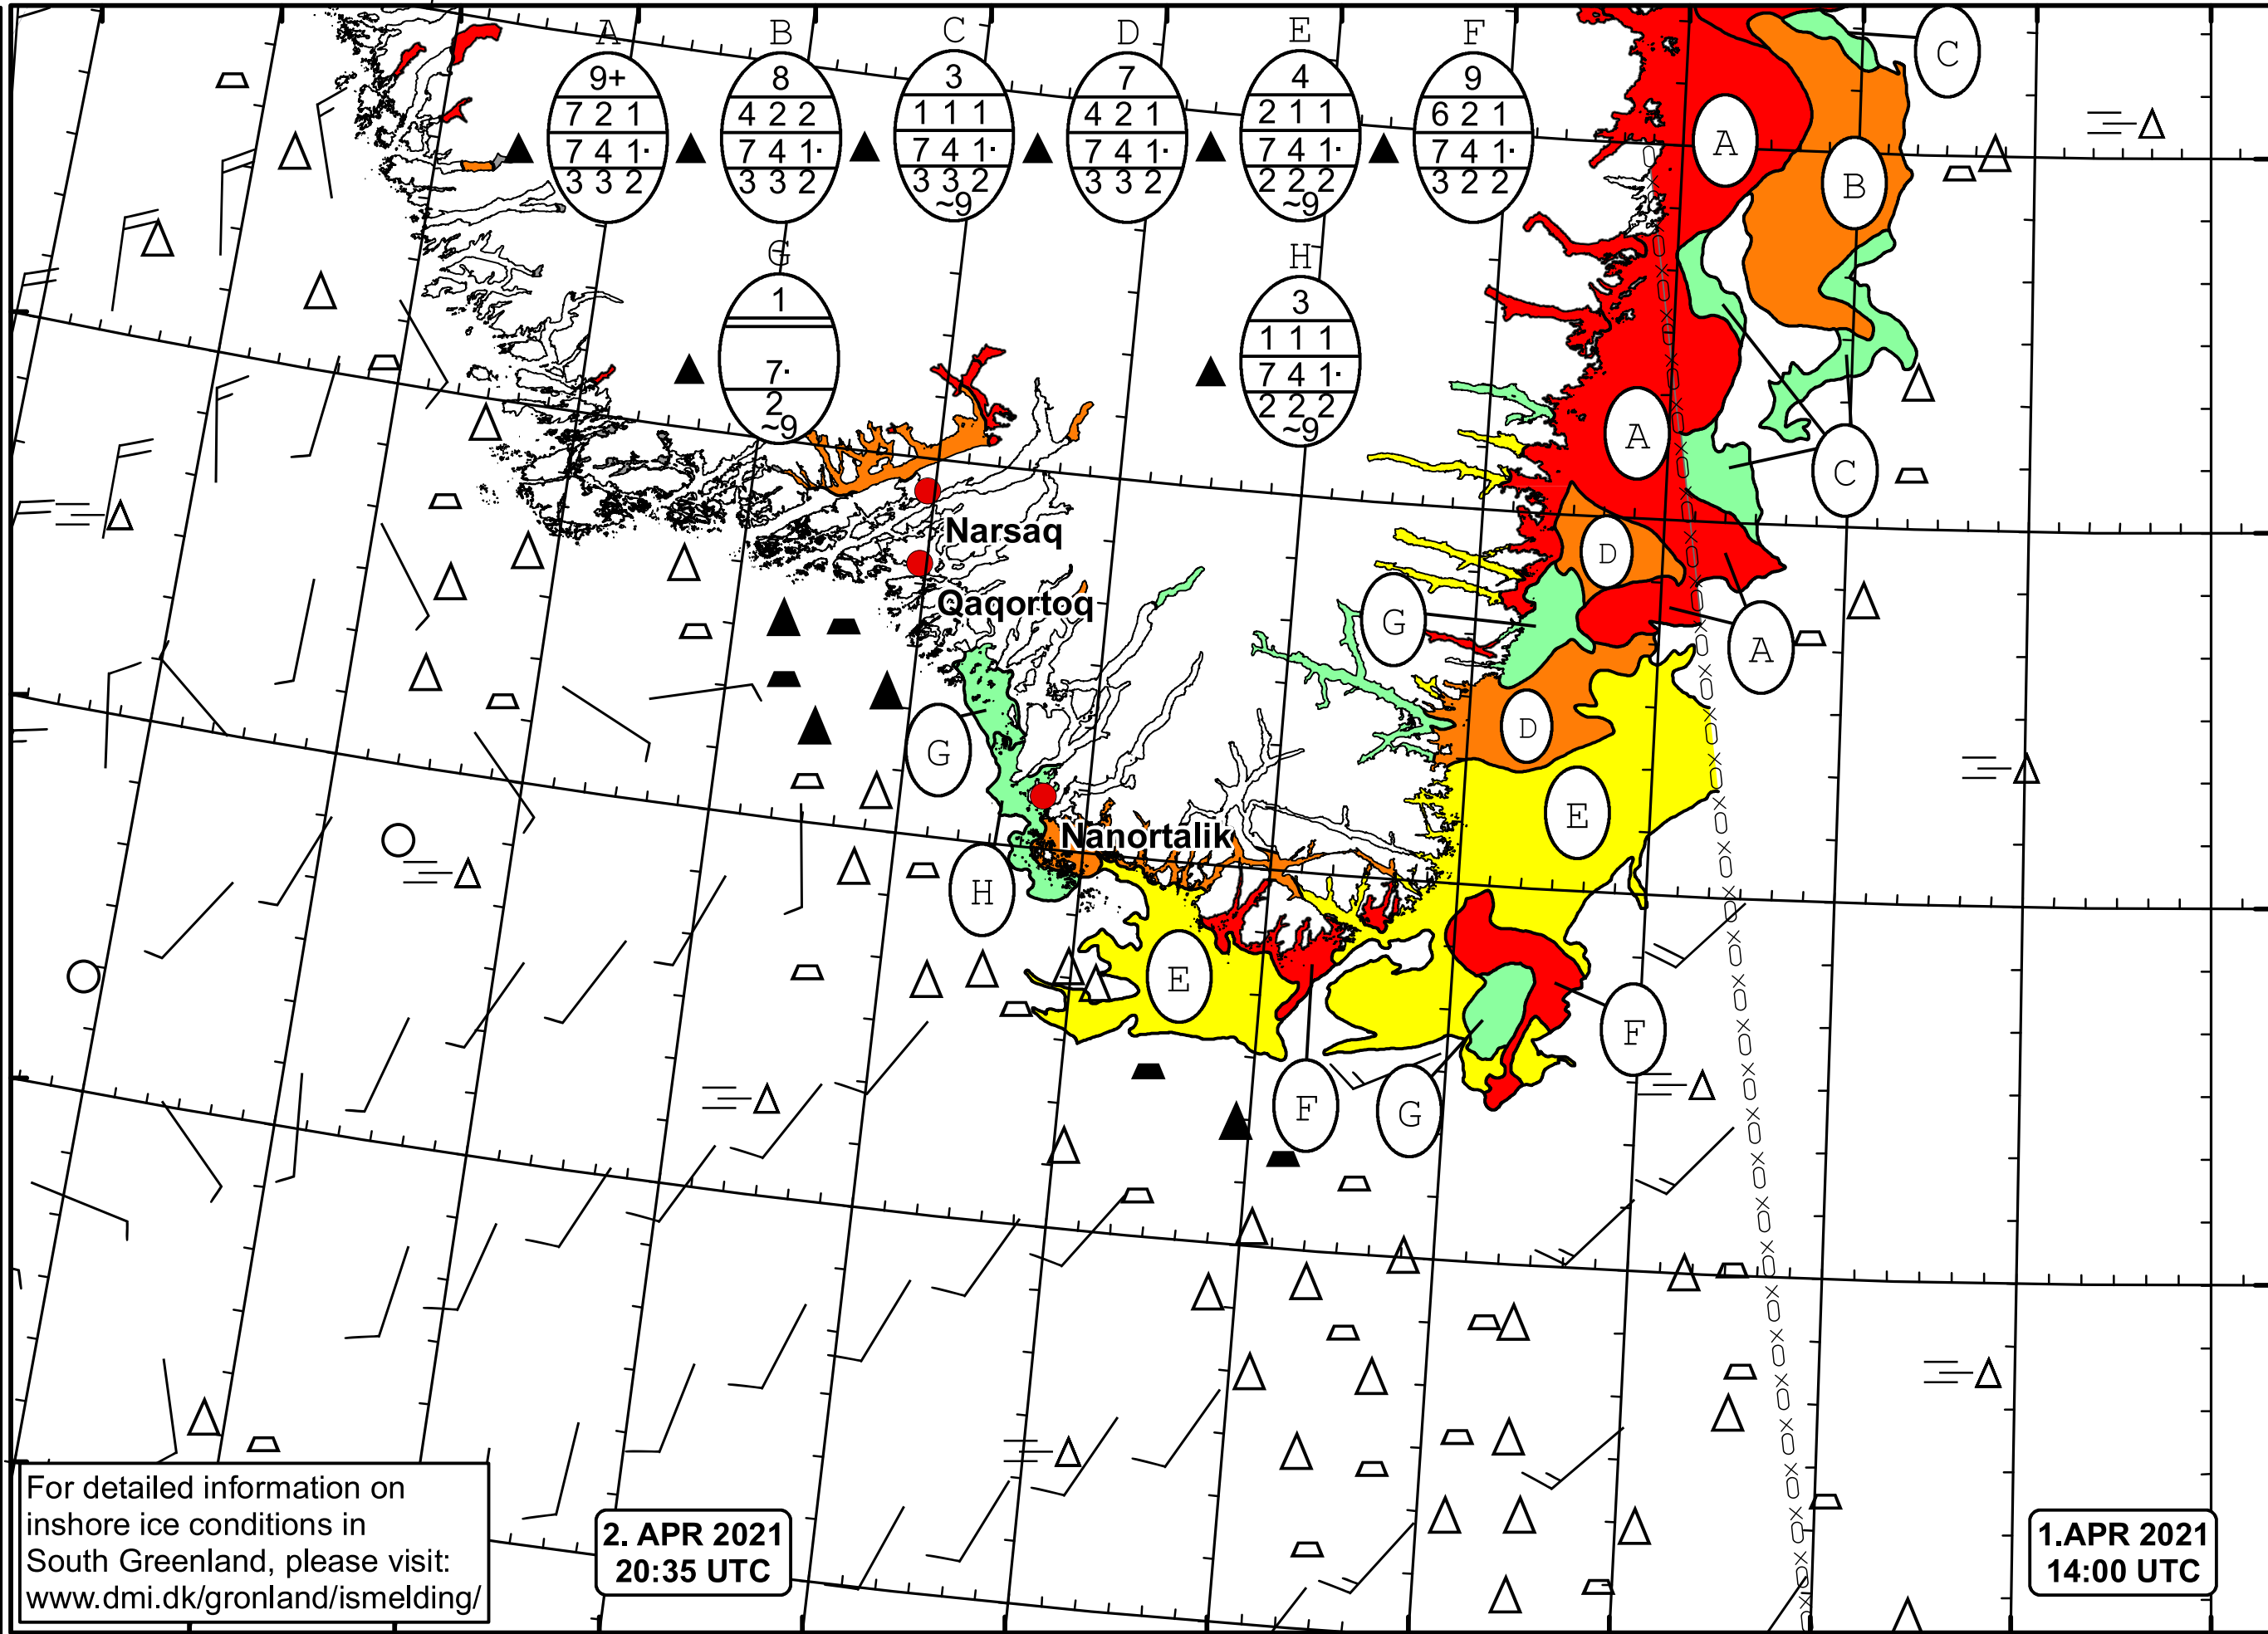 A B C D E F
9+ 8 3 7 4 9
7 2 1 4 2 2 1 1 1 4 2 1 2 1 1 6 2 1
7 4 1· 7 4 1· 7 4 1· 7 4 1· 7 4 1· 7 4 1·
3 3 2 3 3 2 3 3 2 3 3 2 2 2 2 3 2 2
~9 ~9
G H
1 3
1 1 1
7· 7 4 1·
2 2 2 2
~9 ~9
C
A
B
A
C
Narsaq
D
Qaqortoq
G
A
D
G
E
Nanortalik
H
E
F
F
G
For detailed information on
inshore ice conditions in
South Greenland, please visit:
www.dmi.dk/gronland/ismelding/
2. APR 2021
20:35 UTC
1.APR 2021
14:00 UTC